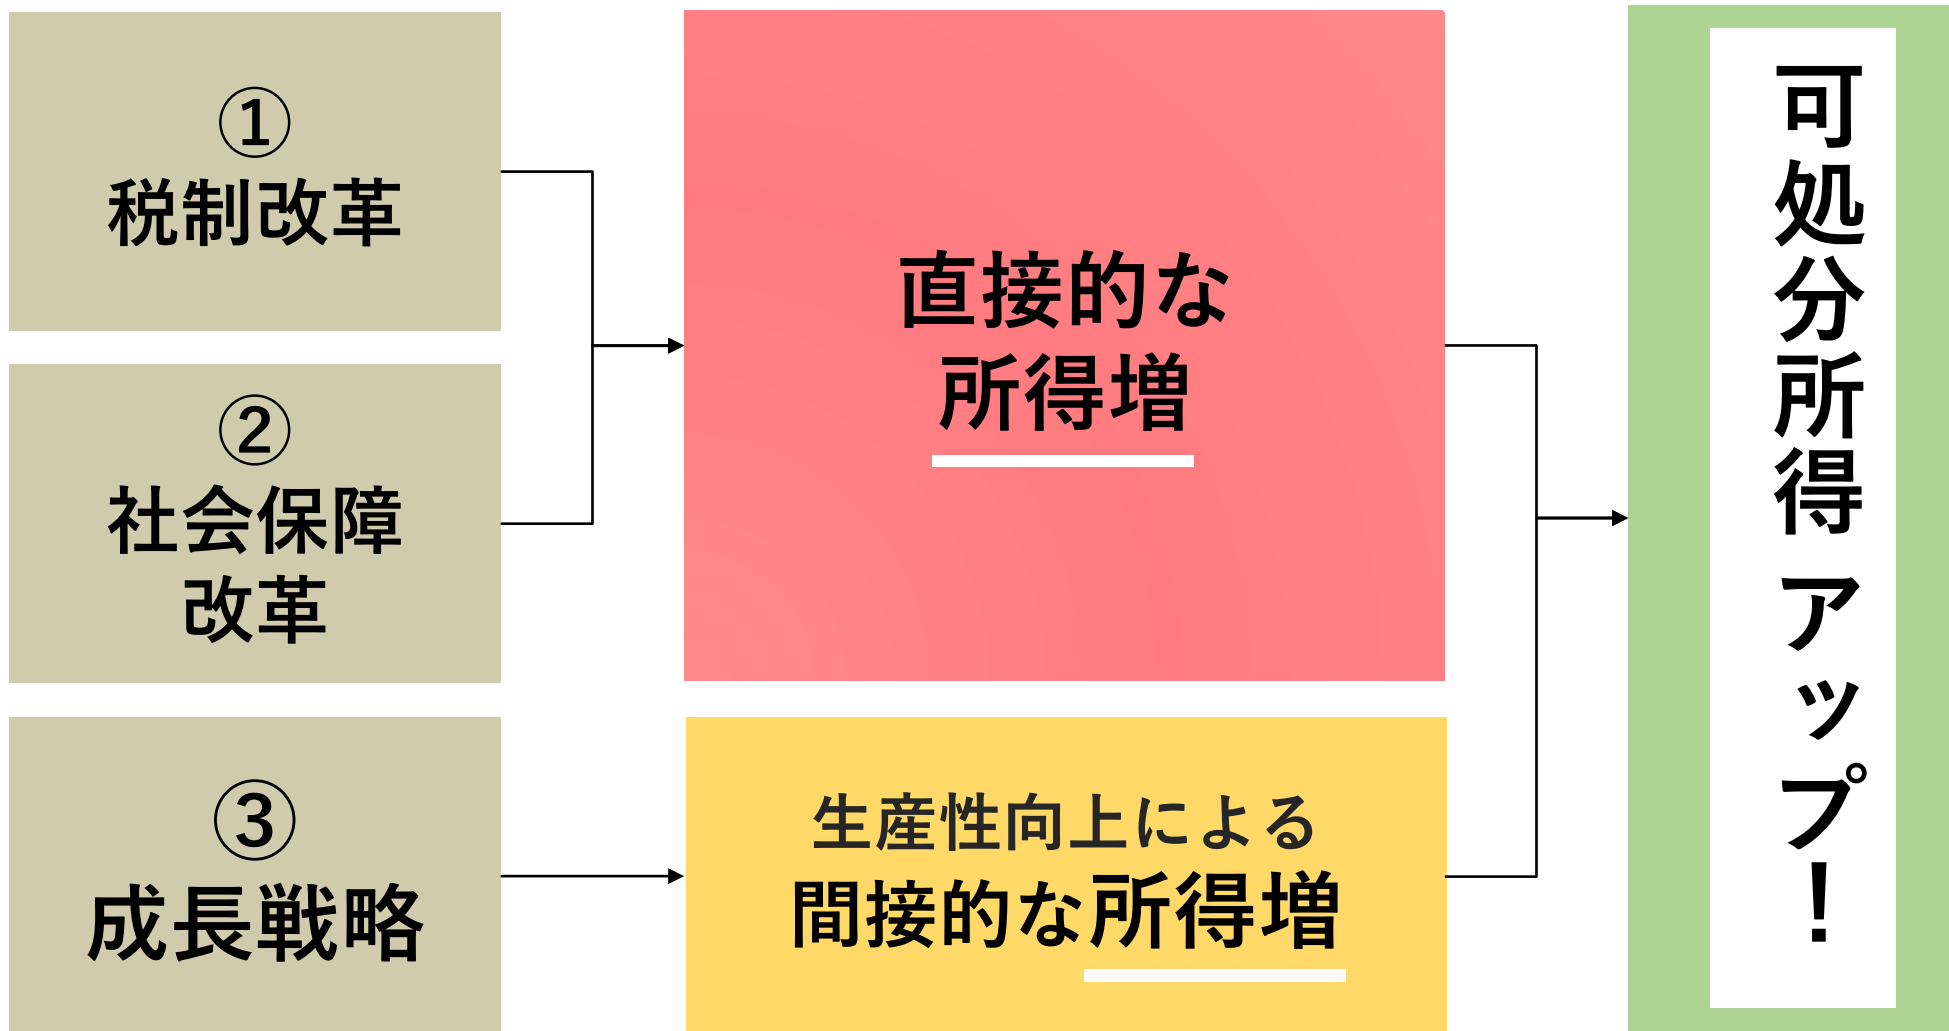 ①
税制改革
②
社会保障
改革
③
成長戦略
直接的な
所得増
生産性向上による
間接的な所得増
可処分所得 アップ！